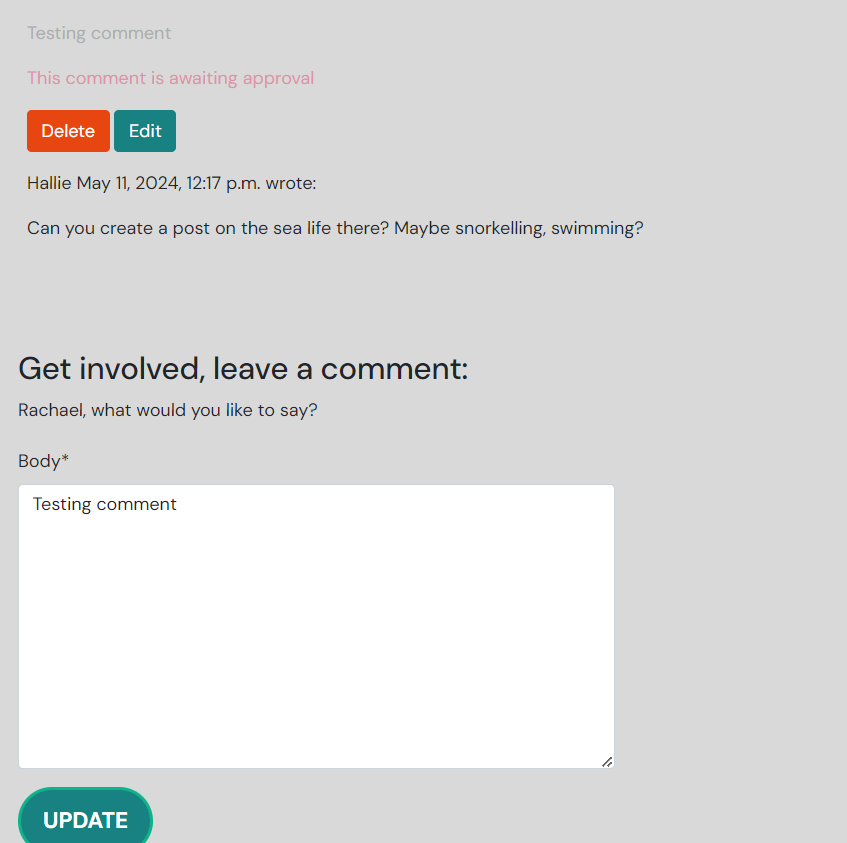 Testing comment
This comment is awaiting approval
Delete Edit
Hallie May 11, 2024, 12:17 p.m. wrote:
Can you create a post on the sea life there? Maybe snorkelling, swimming?
Get involved, leave a comment:
Rachael, what would you like to say?
Body*
Testing comment
UPDATE